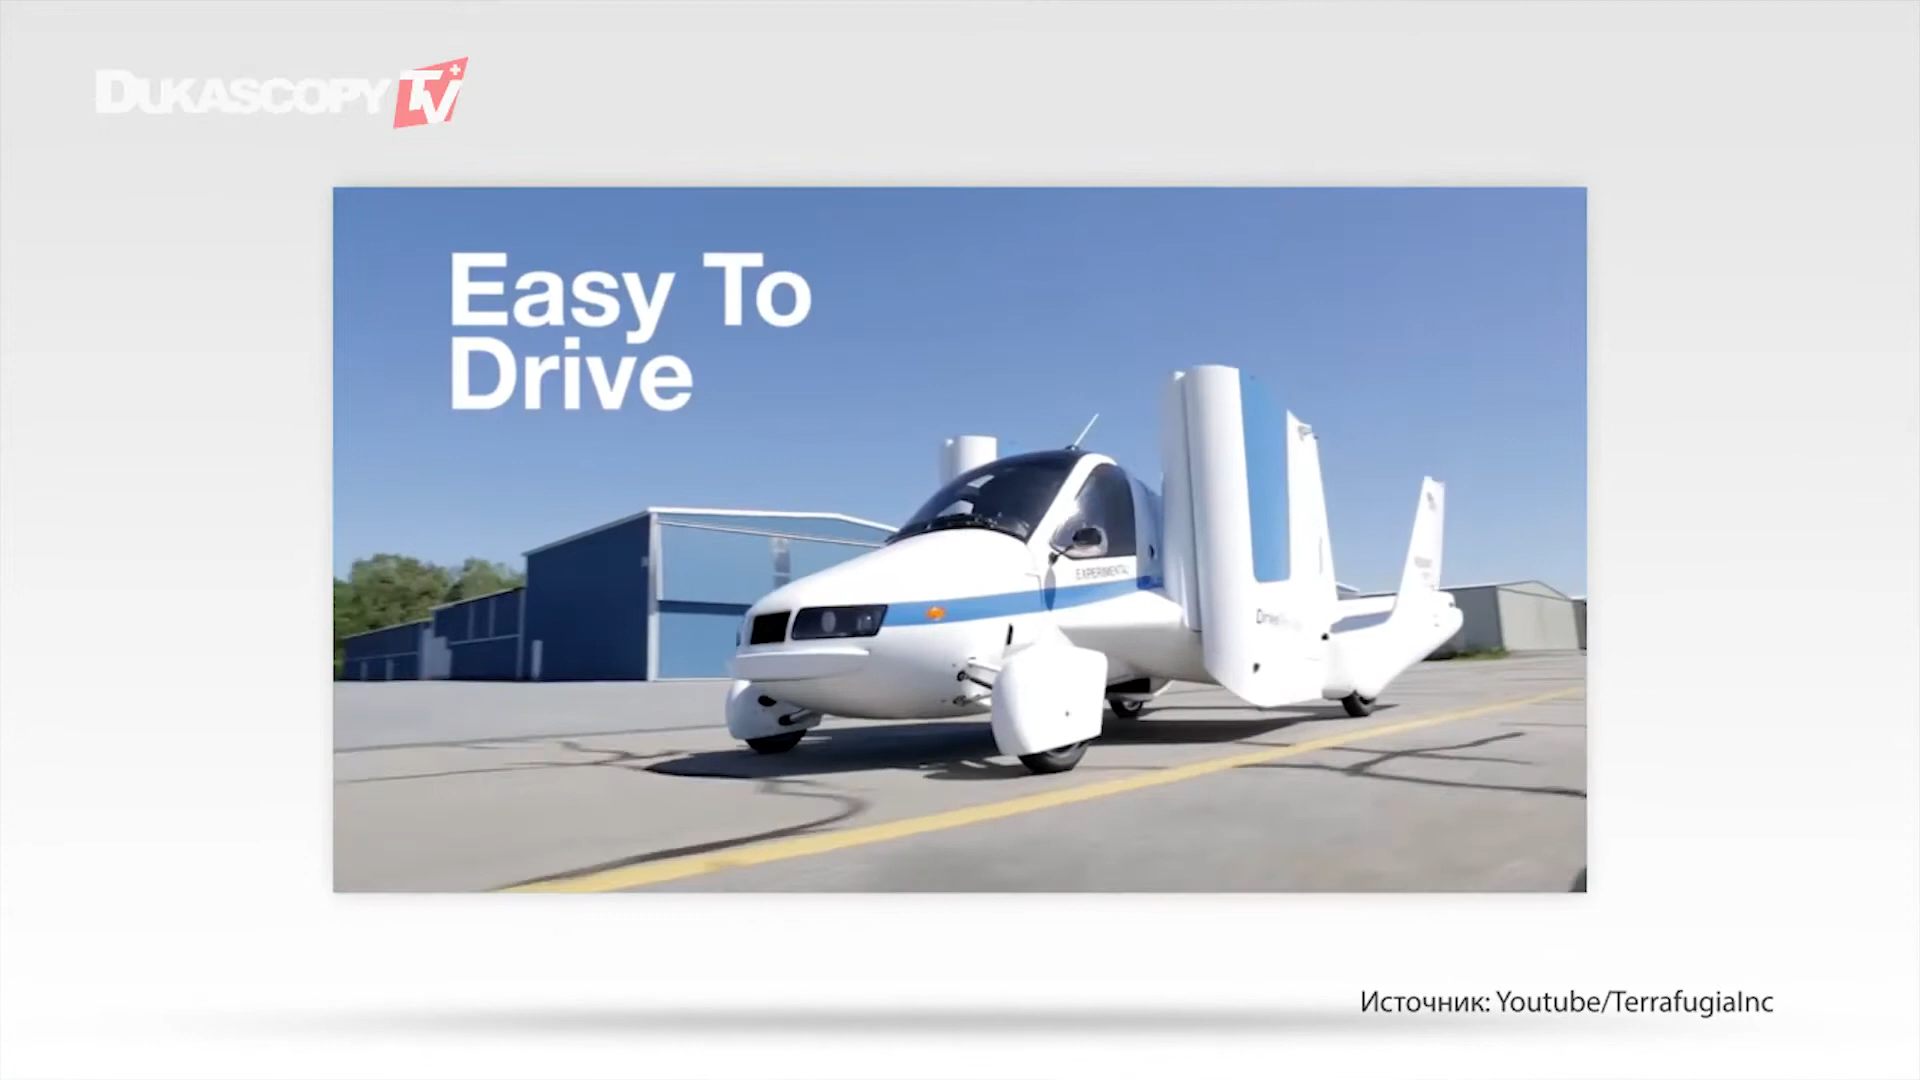 DUKASCOPY TV
Easy To
Drive
EXPERIMENTAL
Источник: Youtube/TerrafugiaInc